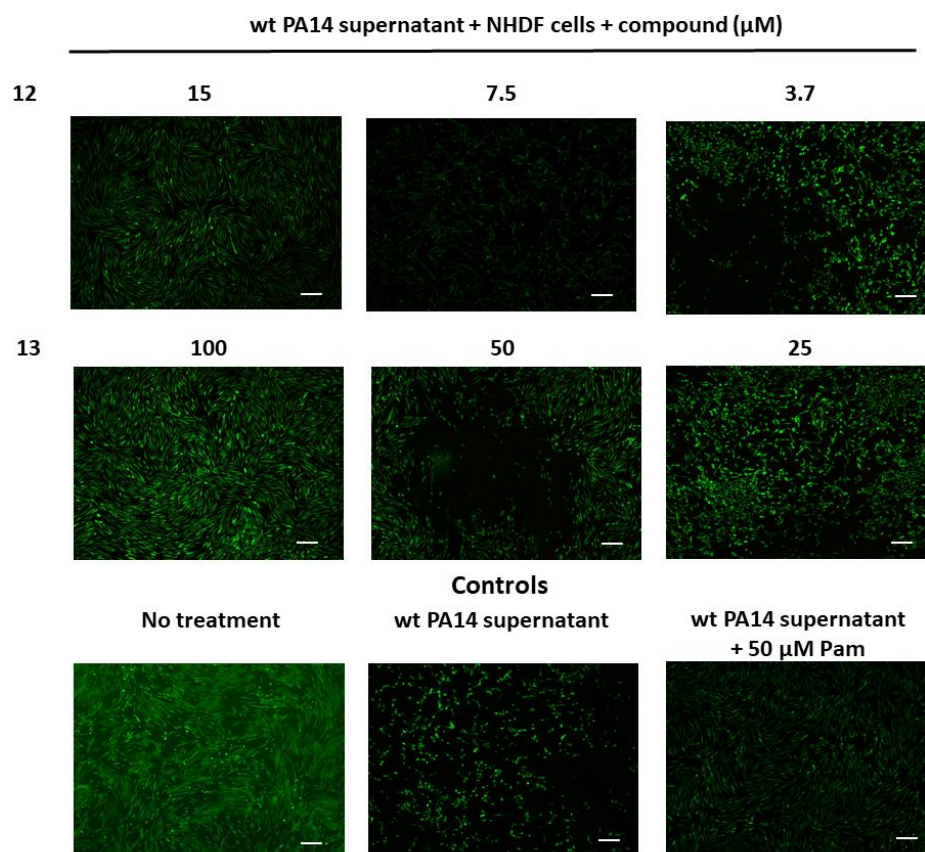 wt PA14 supernatant + NHDF cells + compound (µM)
12 15 7.5 3.7
13 100 50 25
Controls
No treatment wt PA14 supernatant wt PA14 supernatant
+ 50 µM Pam